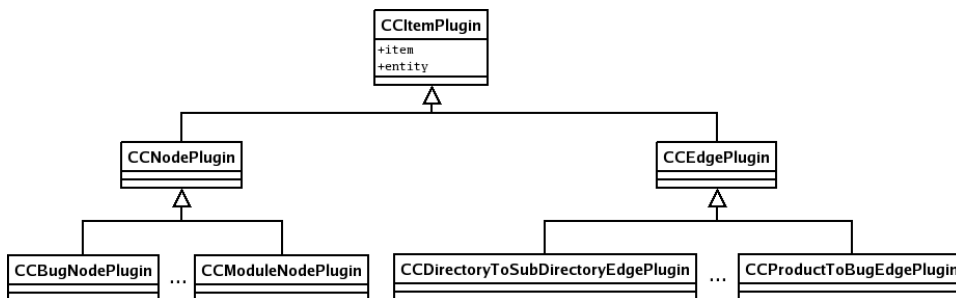 CCItemPlugin
+item
+entity
CCNodePlugin
CCEdgePlugin
CCBugNodePlugin
...
CCModuleNodePlugin
CCDirectoryToSubDirectoryEdgePlugin
...
CCProductToBugEdgePlugin